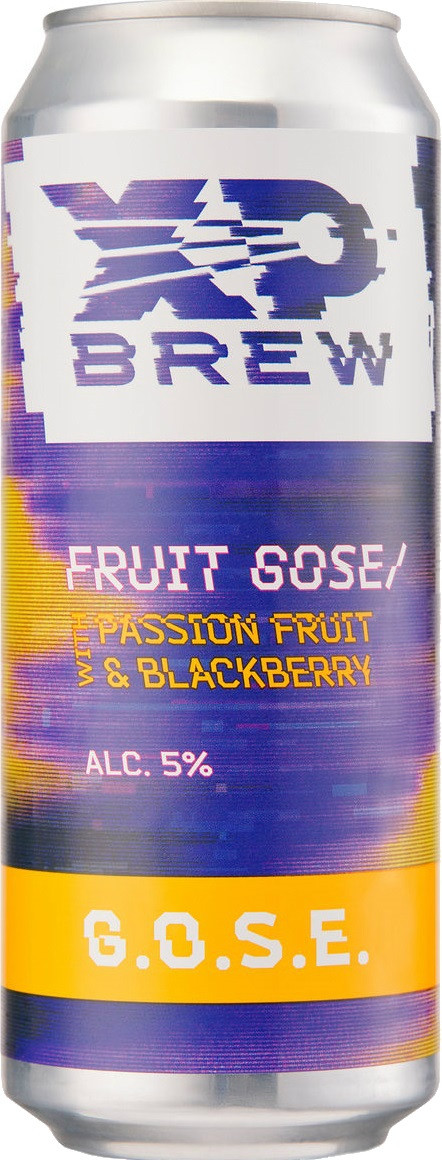 XP
BREW
FRUIT GOSE/
WITH PASSION FRUIT
& BLACKBERRY
ALC. 5%
G.O.S.E.